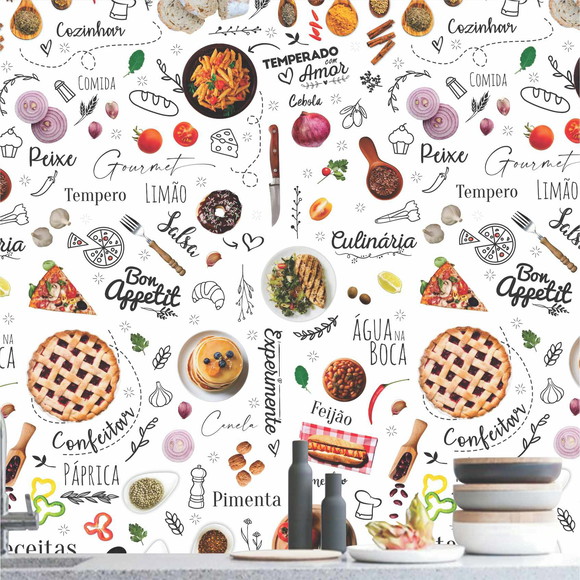 Cozinhar
TEMPERADO
com
Amor
Cozinhar
COMIDA
Cebola
COMIDA
Peixe
Gourmet
Peixe
Gourmet
Tempero
LIMÃO
Tempero
LIMÃO
Salsa
Culinária
Salsa
Bon
Appetit
Bon
Appetit
ÁGUA NA
BOCA
Experimente
Feijão
Confeitar
Canela
Confeitar
PÁPRICA
Pimenta